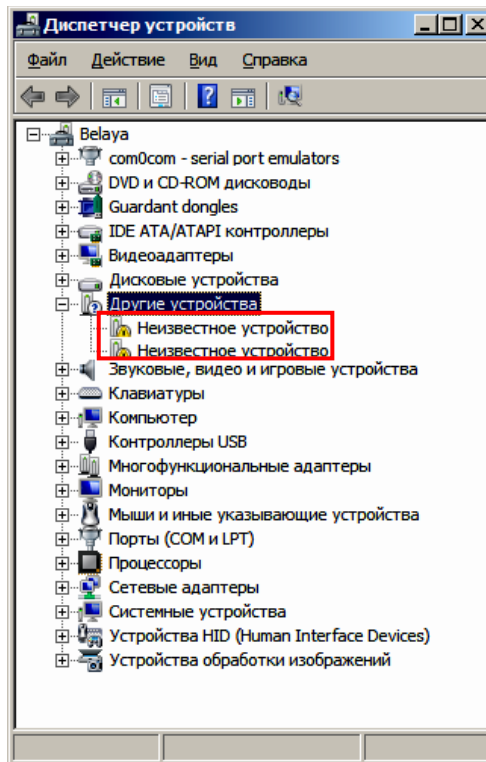 Диспетчер устройств
Файл Действие Вид Справка
Belaya
com0com - serial port emulators
DVD и CD-ROM дисководы
Guardant dongles
IDE ATA/ATAPI контроллеры
Видеоадаптеры
Дисковые устройства
Другие устройства
Неизвестное устройство
Неизвестное устройство
Звуковые, видео и игровые устройства
Клавиатуры
Компьютер
Контроллеры USB
Многофункциональные адаптеры
Мониторы
Мыши и иные указывающие устройства
Порты (COM и LPT)
Процессоры
Сетевые адаптеры
Системные устройства
Устройства HID (Human Interface Devices)
Устройства обработки изображений